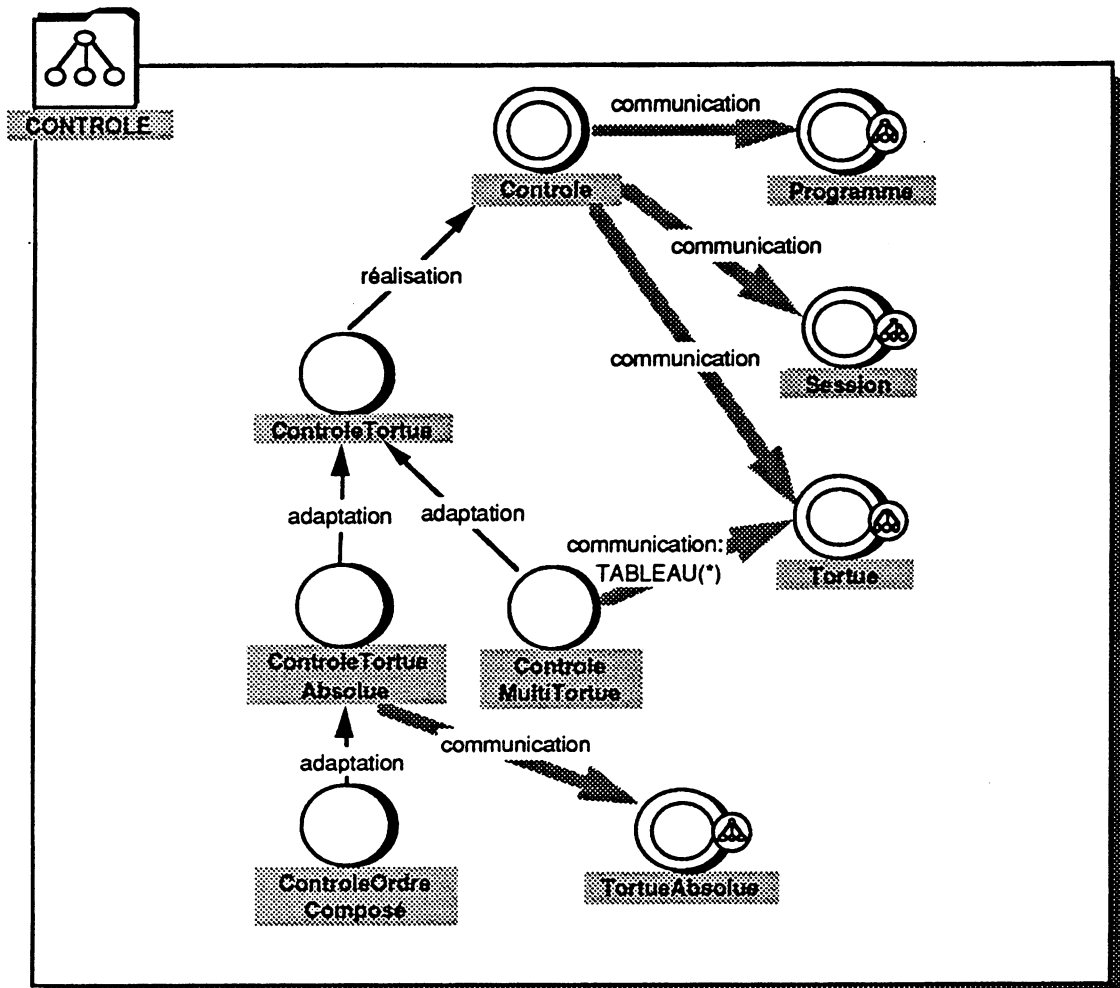 CONTROLE
communication
Controle
Programme
communication
réalisation
communication
Session
ControleTortue
adaptation
adaptation
communication:
TABLEAU(*)
Tortue
ControleTortue
Absolue
Controle
MultiTortue
communication
adaptation
ControleOrdre
Composé
TortueAbsolue